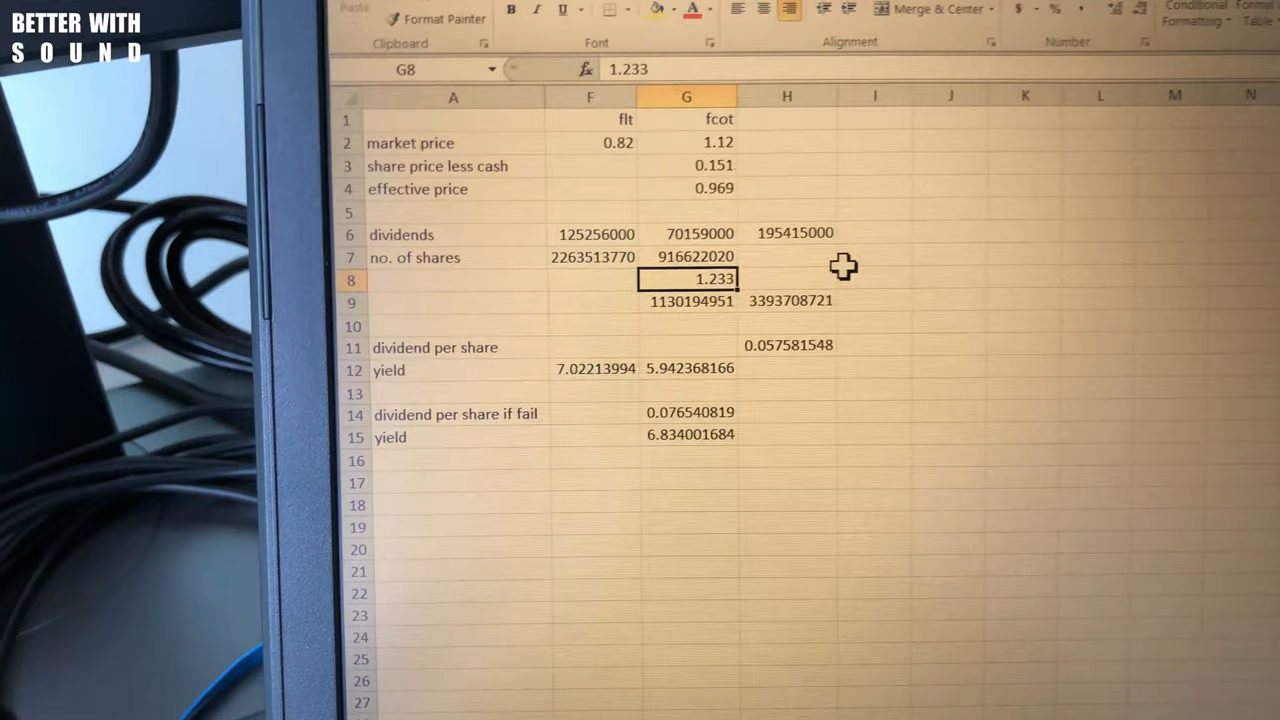 BETTER WITH
SOUND
Paste
Format Painter
B I U
A
Merge & Center
$ % ,
Conditional
Formatting
Format
Table
Clipboard
Font
Alignment
Number
G8
fx
1.233
A F G H I J K L M N
1 flt fcot
2 market price 0.82 1.12
3 share price less cash 0.151
4 effective price 0.969
5
6 dividends 125256000 70159000 195415000
7 no. of shares 2263513770 916622020
8 1.233
9 1130194951 3393708721
10
11 dividend per share 0.057581548
12 yield 7.02213994 5.942368166
13
14 dividend per share if fail 0.076540819
15 yield 6.834001684
16
17
18
19
20
21
22
23
24
25
26
27